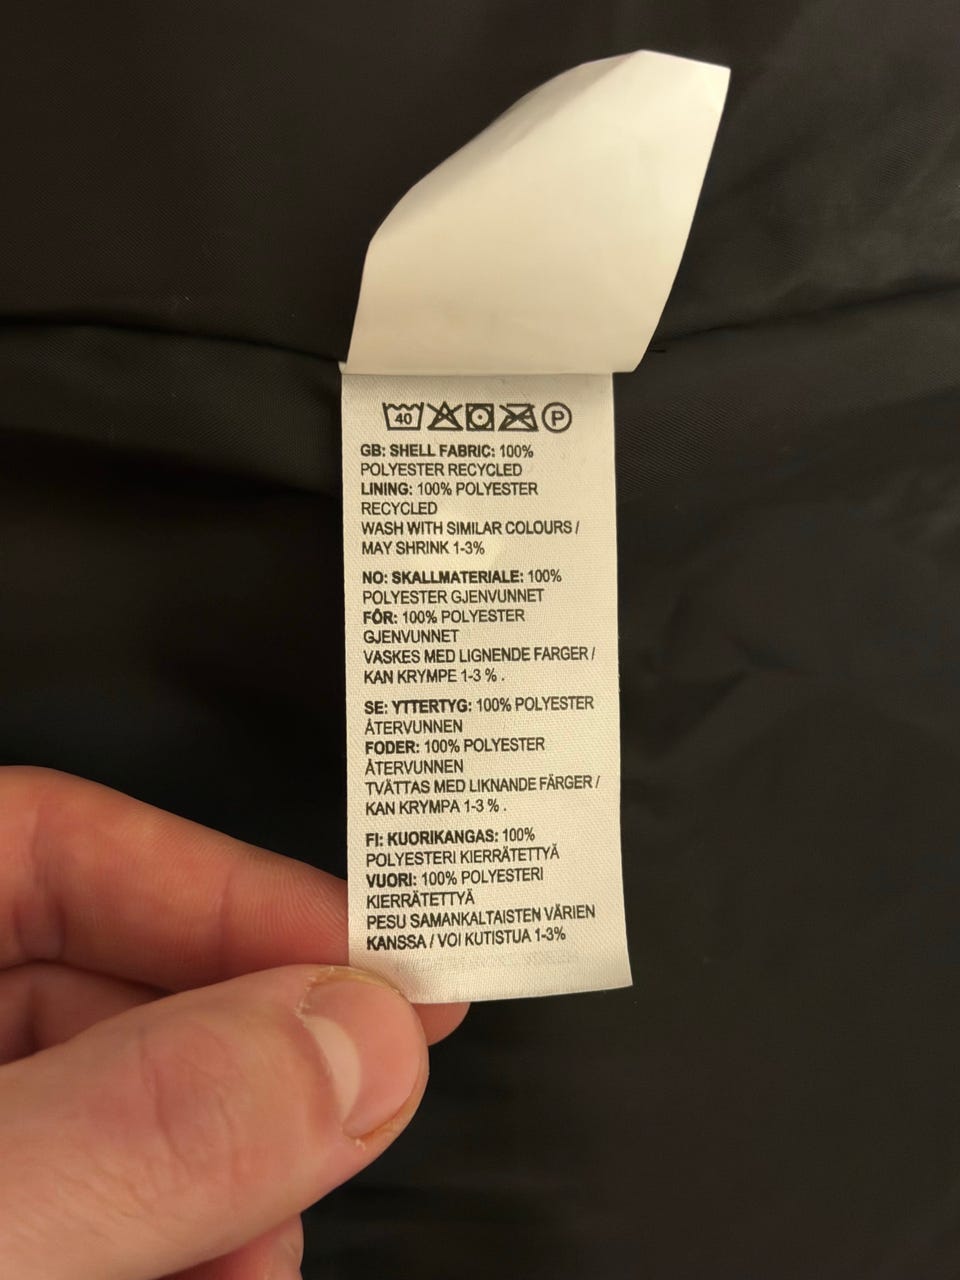 40 P
GB: SHELL FABRIC: 100%
POLYESTER RECYCLED
LINING: 100% POLYESTER
RECYCLED
WASH WITH SIMILAR COLOURS /
MAY SHRINK 1-3%
NO: SKALLMATERIALE: 100%
POLYESTER GJENVUNNET
FÔR: 100% POLYESTER
GJENVUNNET
VASKES MED LIGNENDE FARGER /
KAN KRYMPE 1-3 % .
SE: YTTERTYG: 100% POLYESTER
ÅTERVUNNEN
FODER: 100% POLYESTER
ÅTERVUNNEN
TVÄTTAS MED LIKNANDE FÄRGER /
KAN KRYMPA 1-3 % .
FI: KUORIKANGAS: 100%
POLYESTERI KIERRÄTETTYÄ
VUORI: 100% POLYESTERI
KIERRÄTETTYÄ
PESU SAMANKALTAISTEN VÄRIEN
KANSSA / VOI KUTISTUA 1-3%